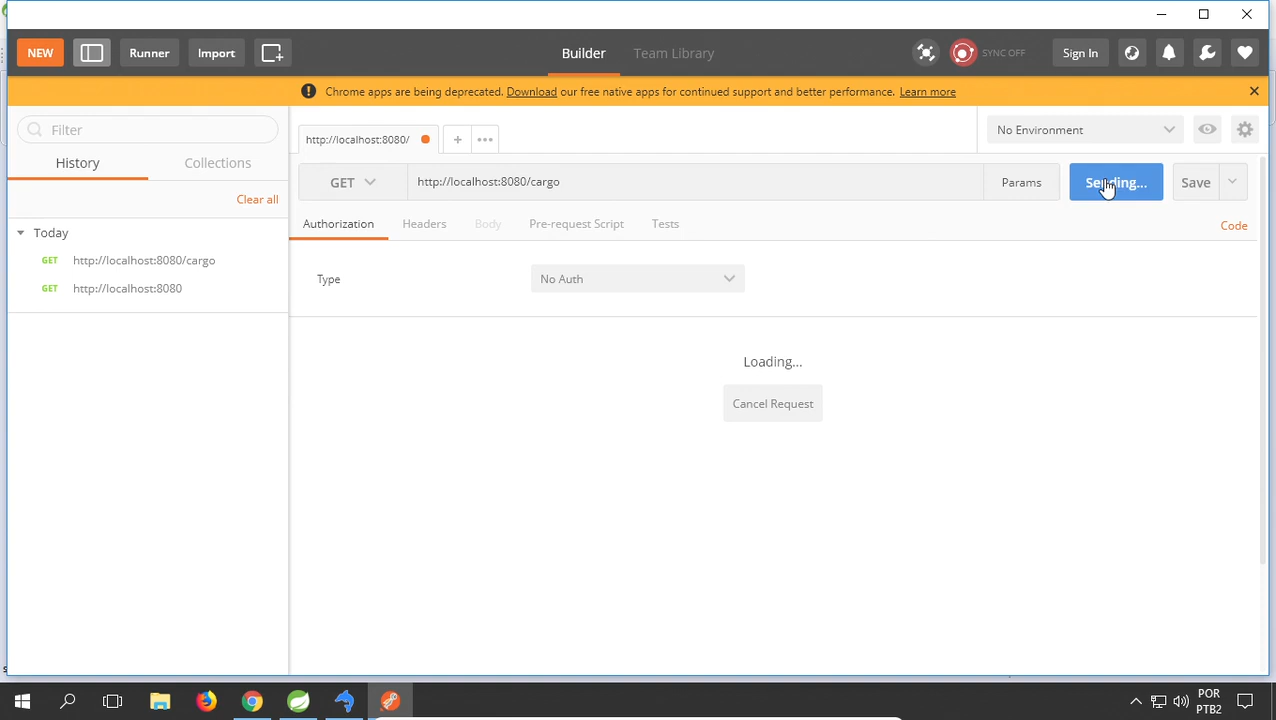 NEW
Runner
Import
Builder
Team Library
SYNC OFF
Sign In
Chrome apps are being deprecated. Download our free native apps for continued support and better performance. Learn more
Filter
History
Collections
Clear all
Today
GET http://localhost:8080/cargo
GET http://localhost:8080
http://localhost:8080/
No Environment
GET
http://localhost:8080/cargo
Params
Sending...
Save
Authorization
Headers
Body
Pre-request Script
Tests
Code
Type
No Auth
Loading...
Cancel Request
POR
PTB2